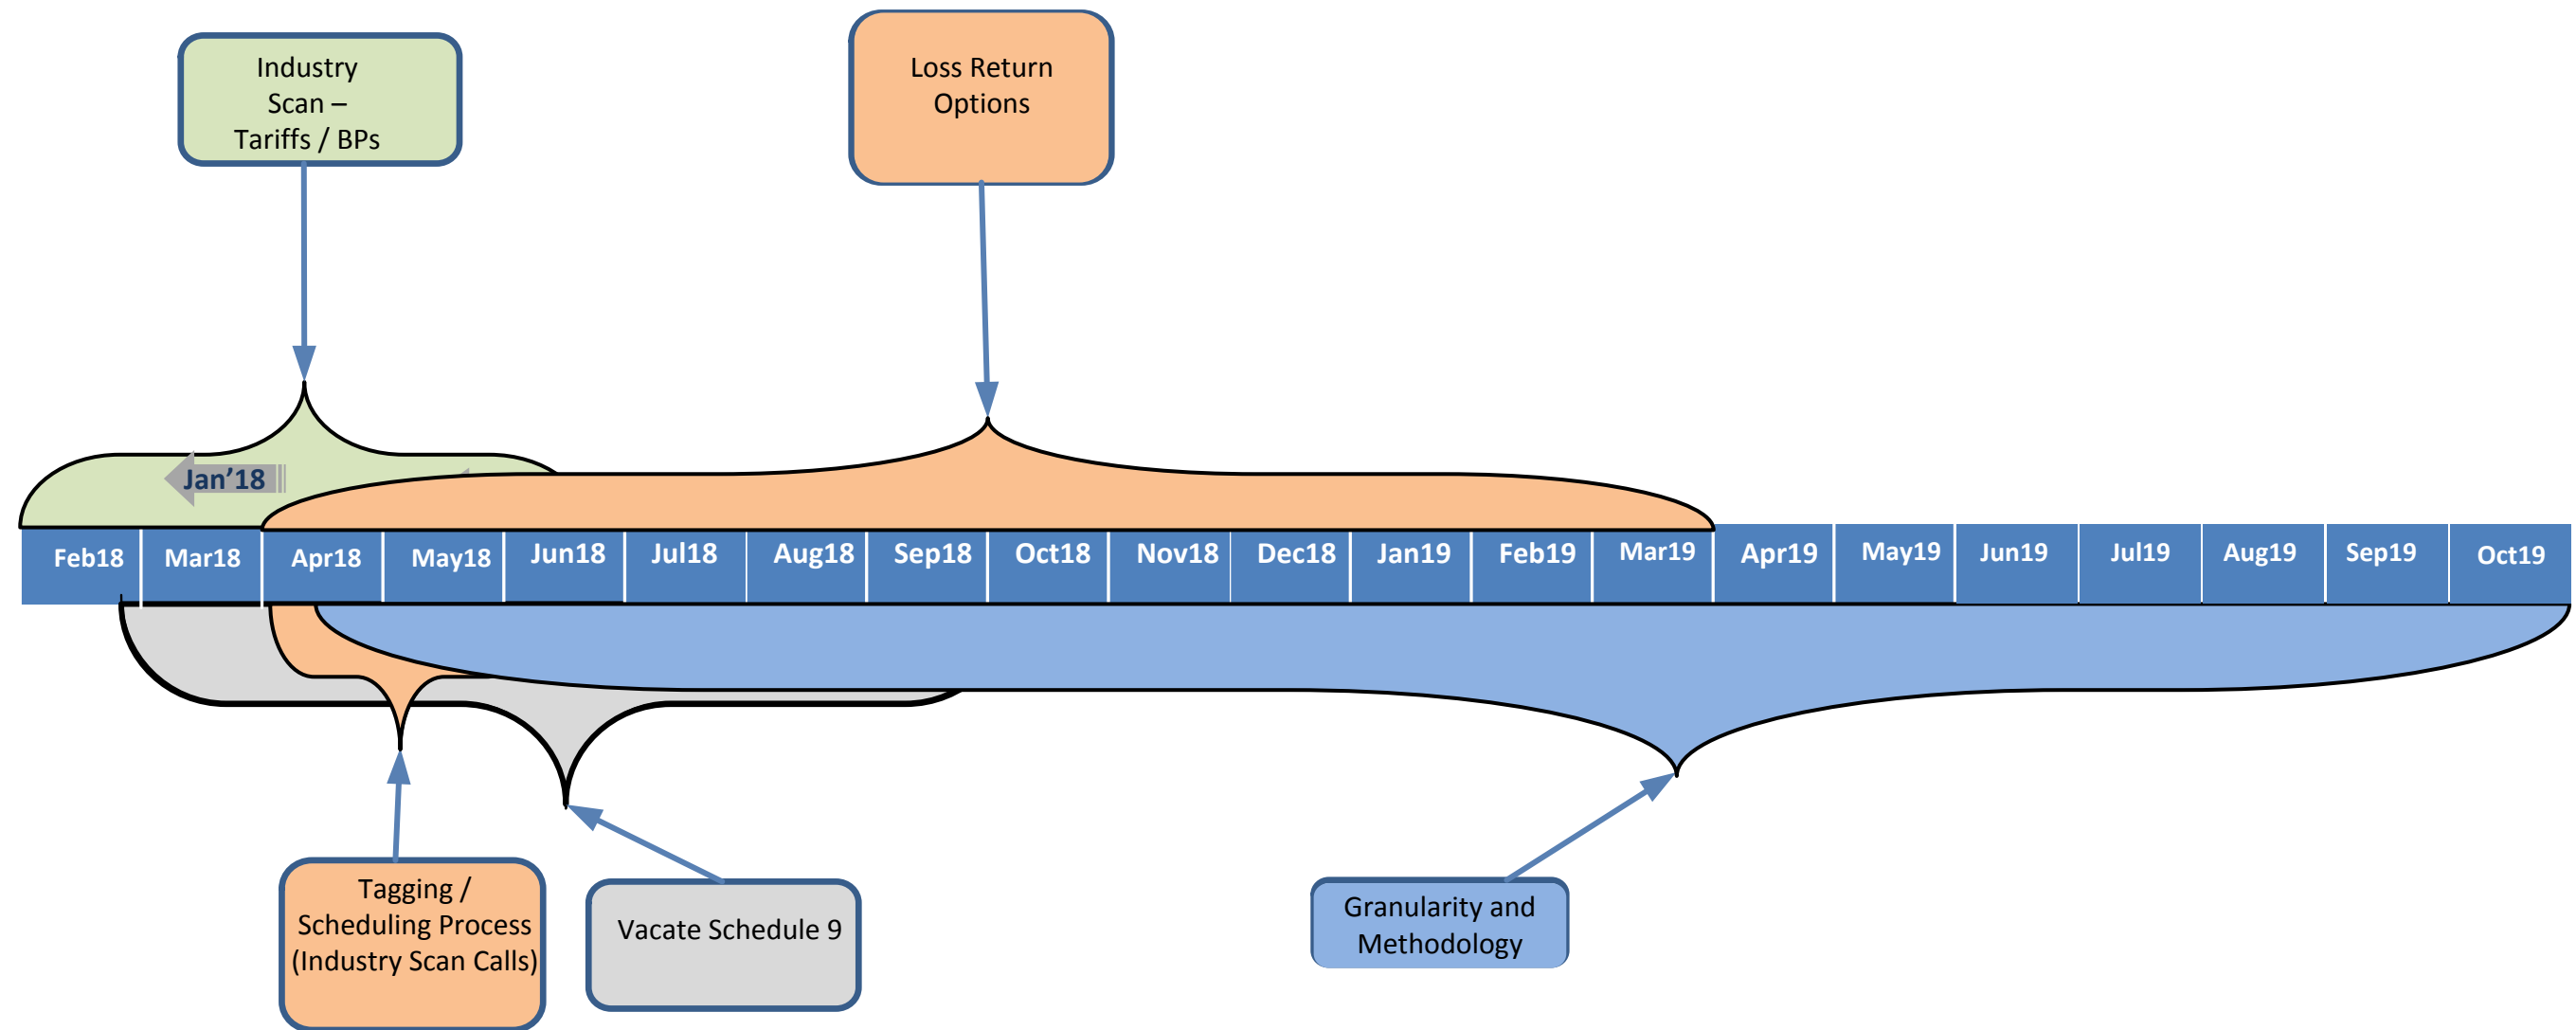 Industry
Scan –
Tariffs / BPs
Loss Return
Options
Jan’18
Feb18 Mar18 Apr18 May18 Jun18 Jul18 Aug18 Sep18 Oct18 Nov18 Dec18 Jan19 Feb19 Mar19 Apr19 May19 Jun19 Jul19 Aug19 Sep19 Oct19
Tagging /
Scheduling Process
(Industry Scan Calls)
Vacate Schedule 9
Granularity and
Methodology